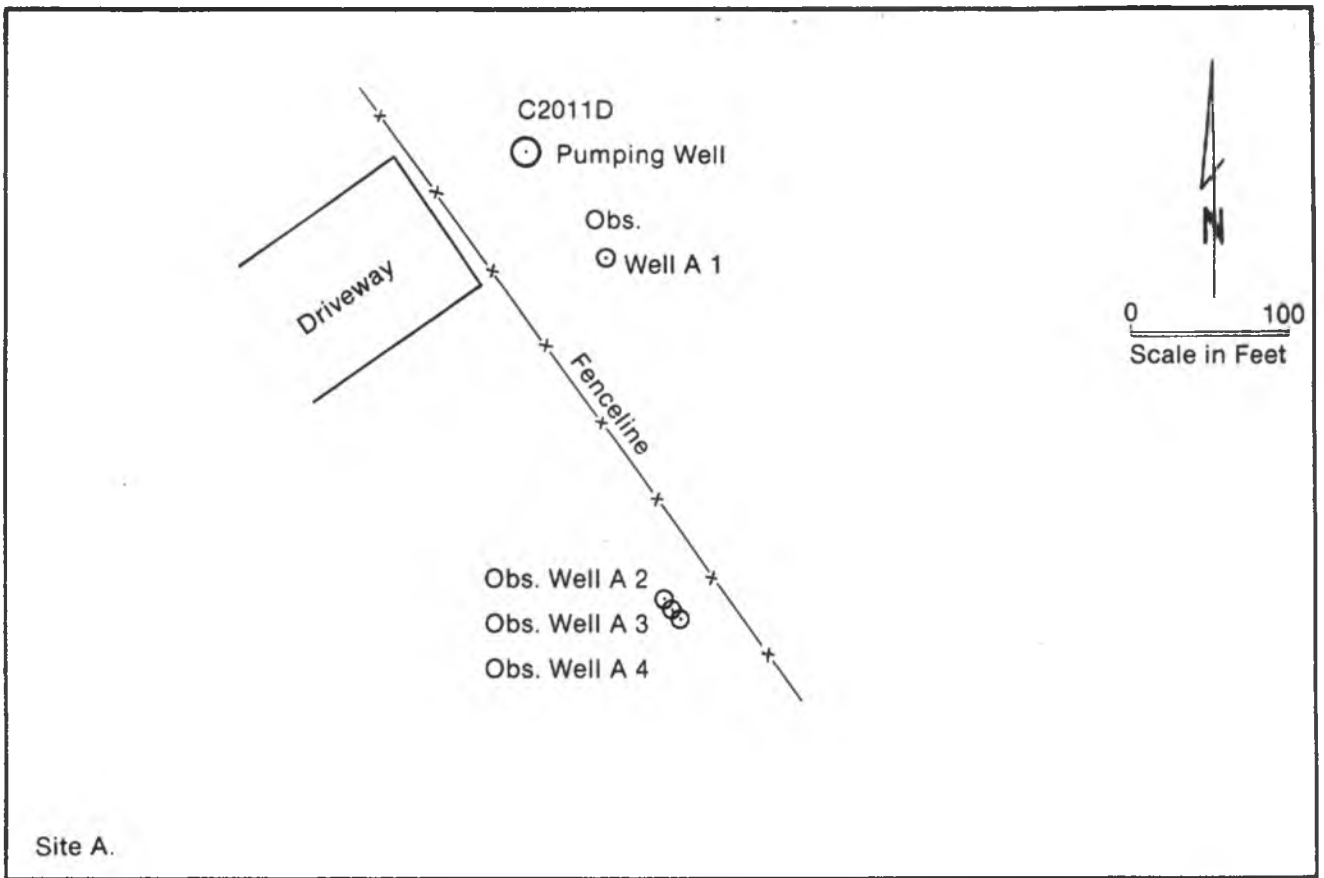 C2011D
Pumping Well
Obs.
Well A 1
N
0 100
Scale in Feet
Driveway
Fenceline
Obs. Well A 2
Obs. Well A 3
Obs. Well A 4
Site A.